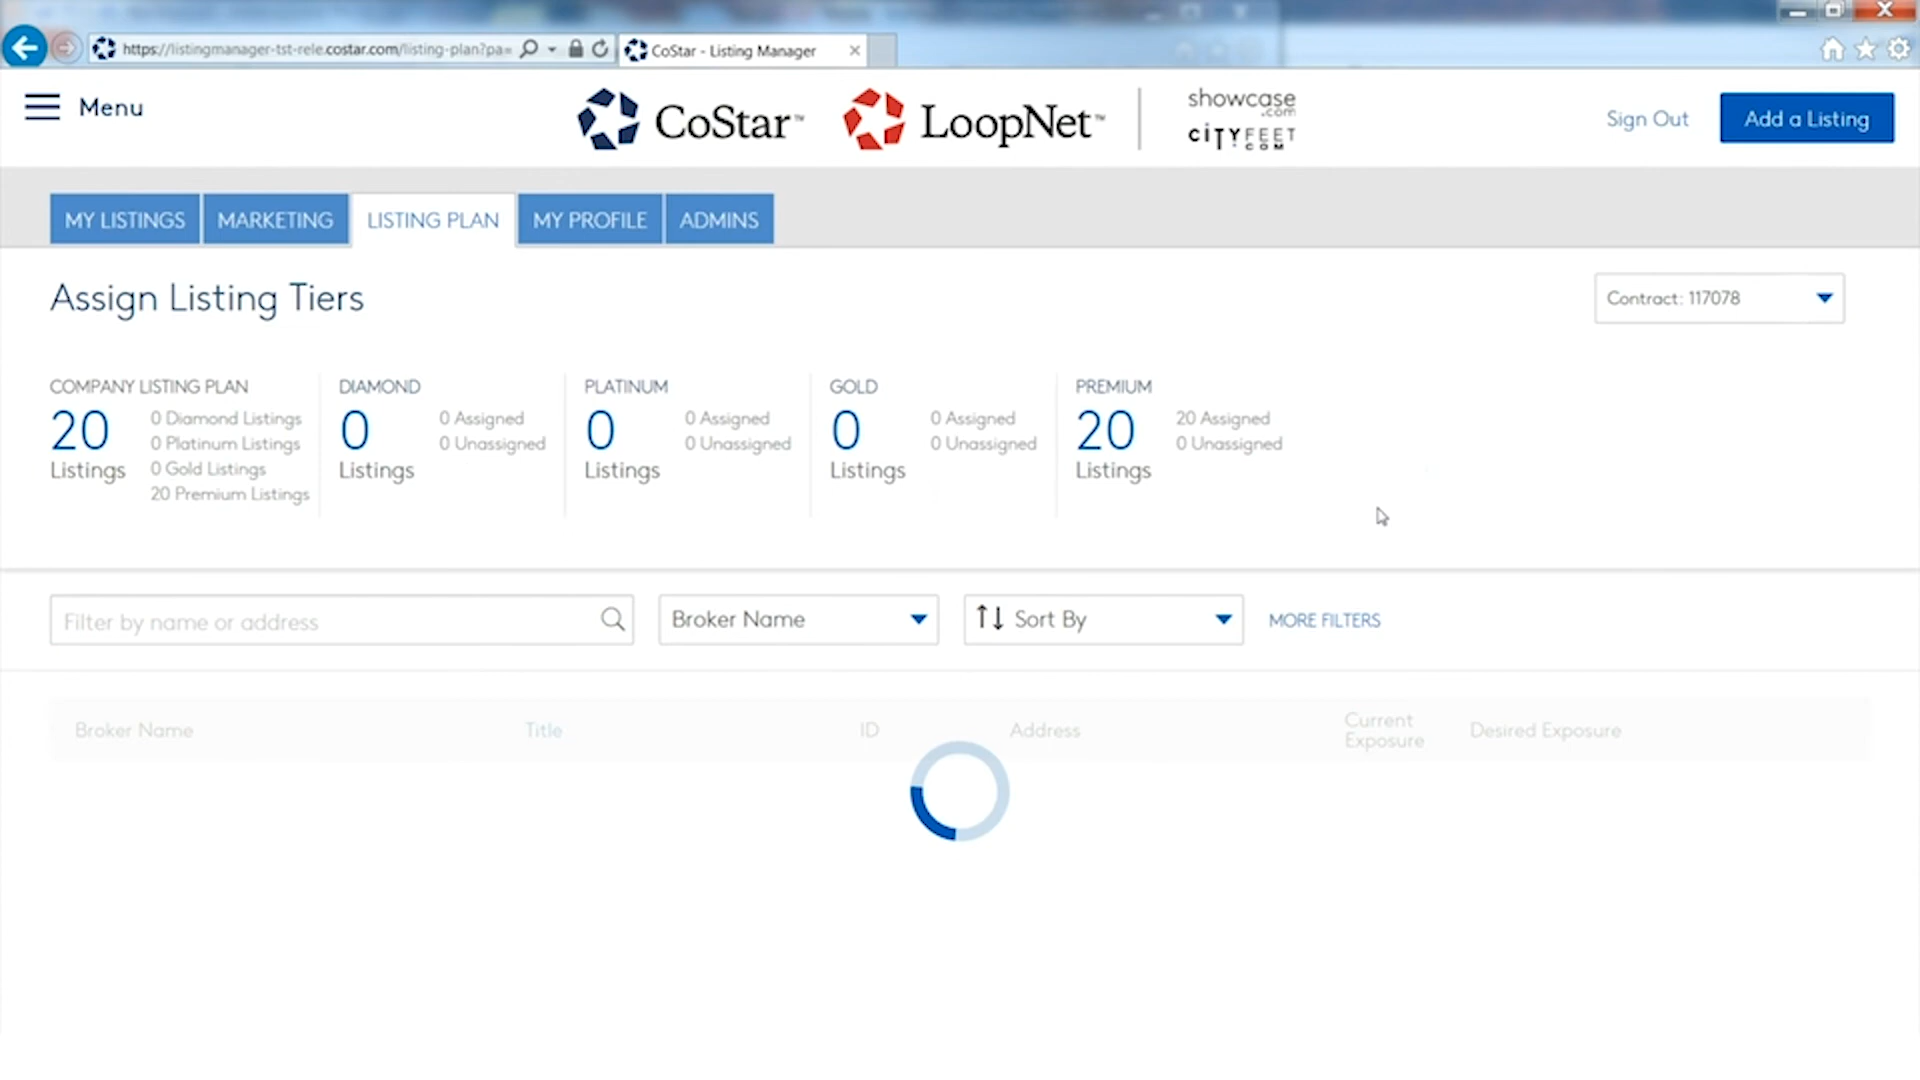 https://listingmanager-tst-rele.costar.com/listing-plan?pa=
CoStar - Listing Manager
Menu
CoStar™
LoopNet™
showcase
.com
CITYFEET
COM
Sign Out
Add a Listing
MY LISTINGS
MARKETING
LISTING PLAN
MY PROFILE
ADMINS
Assign Listing Tiers
Contract: 117078
COMPANY LISTING PLAN
20
Listings
0 Diamond Listings
0 Platinum Listings
0 Gold Listings
20 Premium Listings
DIAMOND
0
Listings
0 Assigned
0 Unassigned
PLATINUM
0
Listings
0 Assigned
0 Unassigned
GOLD
0
Listings
0 Assigned
0 Unassigned
PREMIUM
20
Listings
20 Assigned
0 Unassigned
Filter by name or address
Broker Name
Sort By
MORE FILTERS
Broker Name
Title
ID
Address
Current
Exposure
Desired Exposure